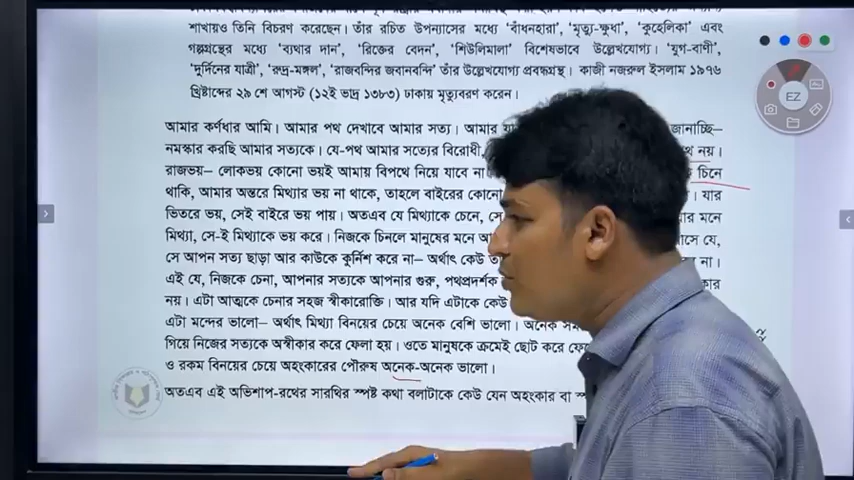 শাখায়ও তিনি বিচরণ করেছেন। তাঁর রচিত উপন্যাসের মধ্যে 'বাঁধনহারা', 'মৃত্যু-ক্ষুধা', 'কুহেলিকা' এবং
গল্পগ্রন্থের মধ্যে 'ব্যথার দান', 'রিক্তের বেদন', 'শিউলিমালা' বিশেষভাবে উল্লেখযোগ্য। 'যুগ-বাণী',
'দুর্দিনের যাত্রী', 'রুদ্র-মঙ্গল', 'রাজবন্দির জবানবন্দি' তাঁর উল্লেখযোগ্য প্রবন্ধগ্রন্থ। কাজী নজরুল ইসলাম ১৯৭৬
খ্রিষ্টাব্দের ২৯ শে আগস্ট (১২ই ভাদ্র ১৩৮৩) ঢাকায় মৃত্যুবরণ করেন।
EZ
আমার কর্ণধার আমি। আমার পথ দেখাবে আমার সত্য। আমার জানাচ্ছি–
নমস্কার করছি আমার সত্যকে। যে-পথ আমার সত্যের বিরোধী, নয়।
রাজভয়– লোকভয় কোনো ভয়ই আমায় বিপথে নিয়ে যাবে না চিনে
থাকি, আমার অন্তরে মিথ্যার ভয় না থাকে, তাহলে বাইরের কোনো । যার
ভিতরে ভয়, সেই বাইরে ভয় পায়। অতএব যে মিথ্যাকে চেনে, মনে
মিথ্যা, সে-ই মিথ্যাকে ভয় করে। নিজকে চিনলে মানুষের মনে যে,
সে আপন সত্য ছাড়া আর কাউকে কুর্নিশ করে না– অর্থাৎ কেউ না।
এই যে, নিজকে চেনা, আপনার সত্যকে আপনার গুরু, পথপ্রদর্শক
নয়। এটা আত্মকে চেনার সহজ স্বীকারোক্তি। আর যদি এটাকে কেউ
এটা মন্দের ভালো– অর্থাৎ মিথ্যা বিনয়ের চেয়ে অনেক বেশি ভালো। অনেক
গিয়ে নিজের সত্যকে অস্বীকার করে ফেলা হয়। ওতে মানুষকে ক্রমেই ছোট করে
ও রকম বিনয়ের চেয়ে অহংকারের পৌরুষ অনেক-অনেক ভালো।
অতএব এই অভিশাপ-রথের সারথির স্পষ্ট কথা বলাটাকে কেউ যেন অহংকার বা